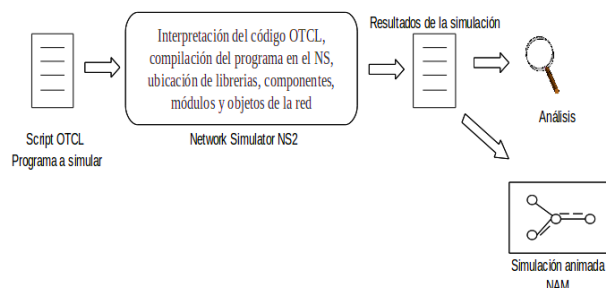 Resultados de la simulación
Interpretación del código OTCL,
compilación del programa en el NS,
ubicación de librerias, componentes,
módulos y objetos de la red
Script OTCL
Programa a simular
Network Simulator NS2
Análisis
Simulación animada
NAM